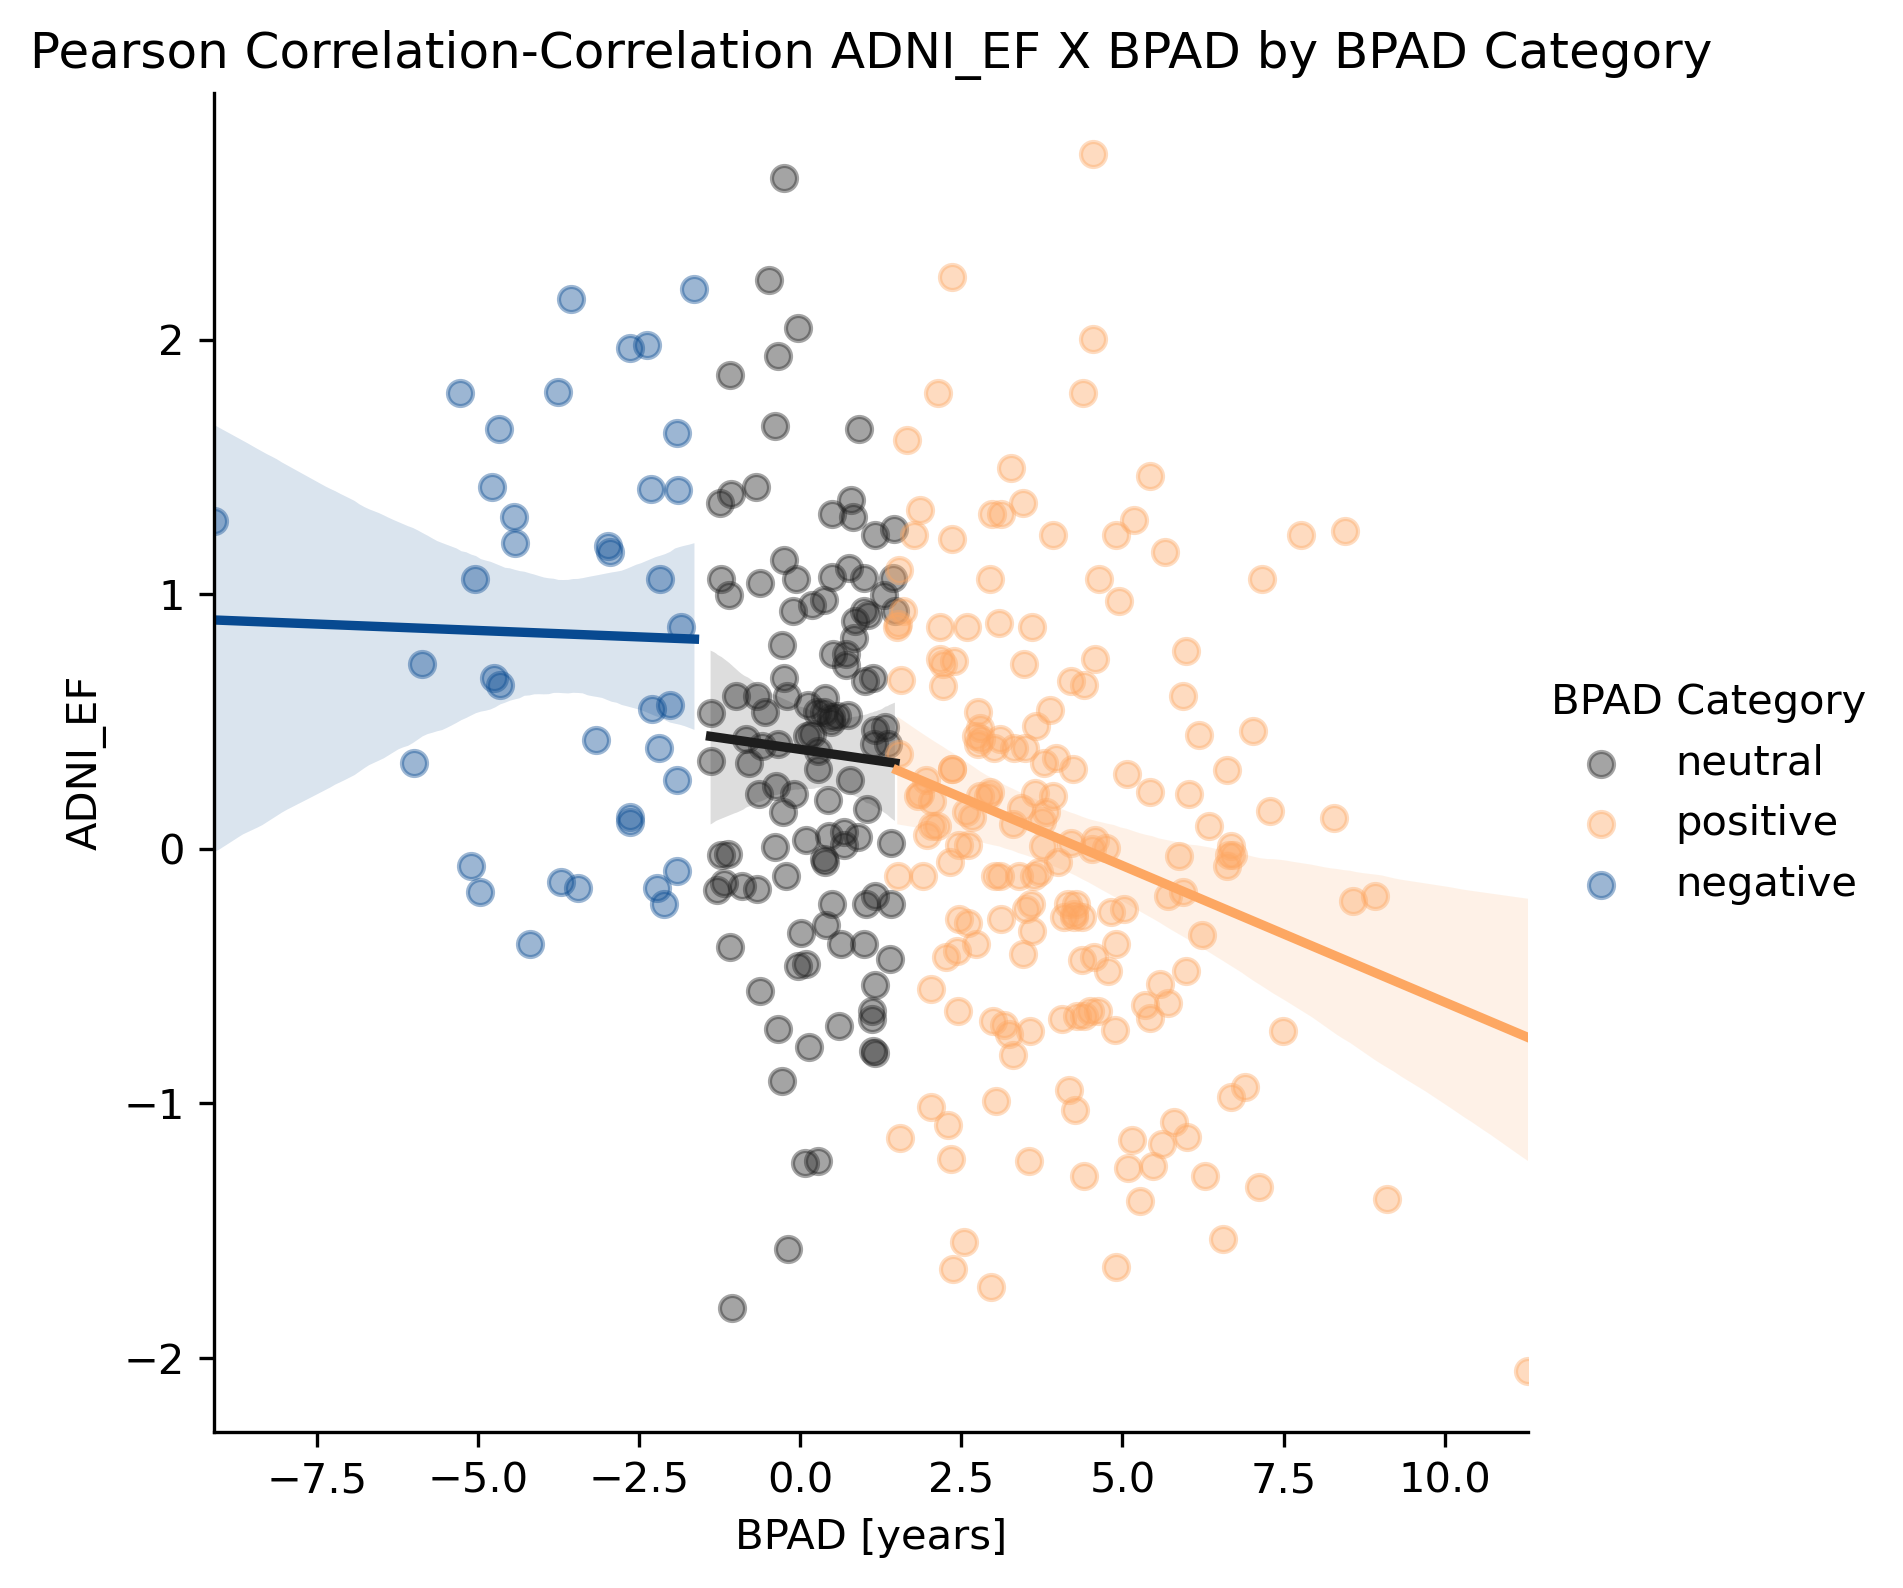 Pearson Correlation-Correlation ADNI_EF X BPAD by BPAD Category
2
1
0
−1
−2
ADNI_EF
−7.5 −5.0 −2.5 0.0 2.5 5.0 7.5 10.0
BPAD [years]
BPAD Category
neutral
positive
negative